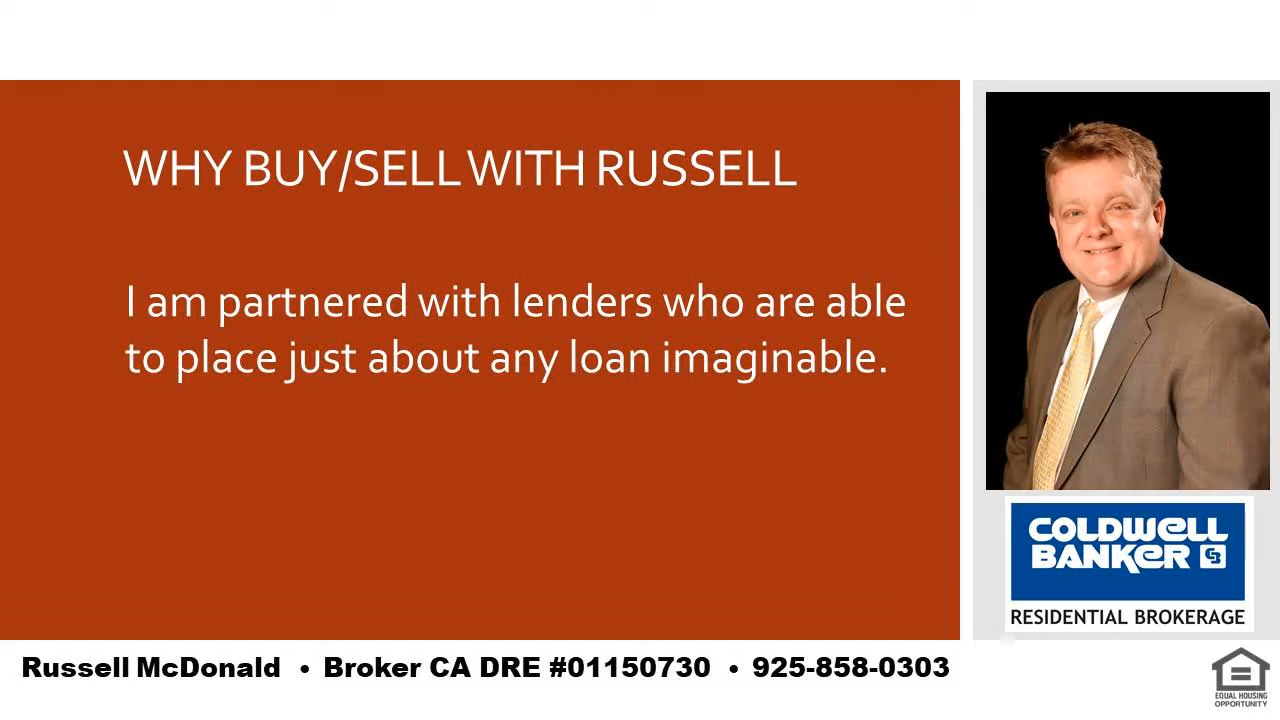 WHY BUY/SELL WITH RUSSELL
I am partnered with lenders who are able
to place just about any loan imaginable.
COLDWELL
BANKER CB
RESIDENTIAL BROKERAGE
Russell McDonald • Broker CA DRE #01150730 • 925-858-0303
EQUAL HOUSING
OPPORTUNITY